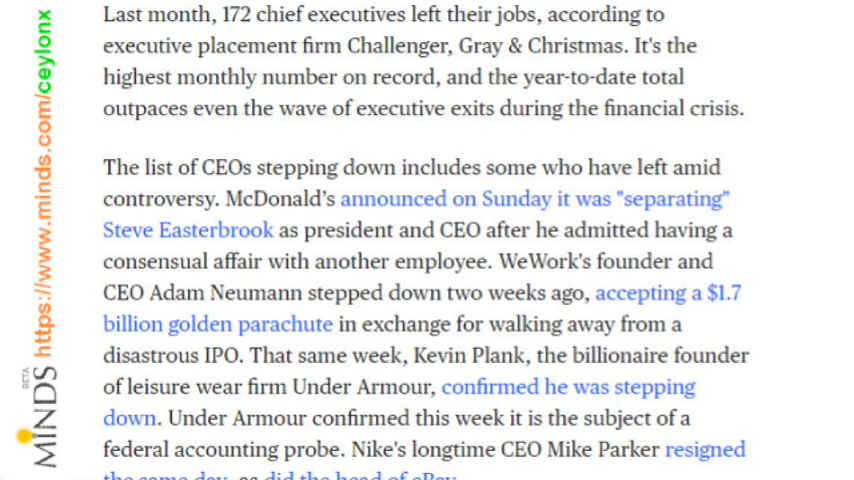 Last month, 172 chief executives left their jobs, according to
executive placement firm Challenger, Gray & Christmas. It's the
highest monthly number on record, and the year-to-date total
outpaces even the wave of executive exits during the financial crisis.
The list of CEOs stepping down includes some who have left amid
controversy. McDonald’s announced on Sunday it was "separating"
Steve Easterbrook as president and CEO after he admitted having a
consensual affair with another employee. WeWork's founder and
CEO Adam Neumann stepped down two weeks ago, accepting a $1.7
billion golden parachute in exchange for walking away from a
disastrous IPO. That same week, Kevin Plank, the billionaire founder
of leisure wear firm Under Armour, confirmed he was stepping
down. Under Armour confirmed this week it is the subject of a
federal accounting probe. Nike's longtime CEO Mike Parker resigned
the same day, as did the head of eBay.
MINDS BETA https://www.minds.com/ceylonx